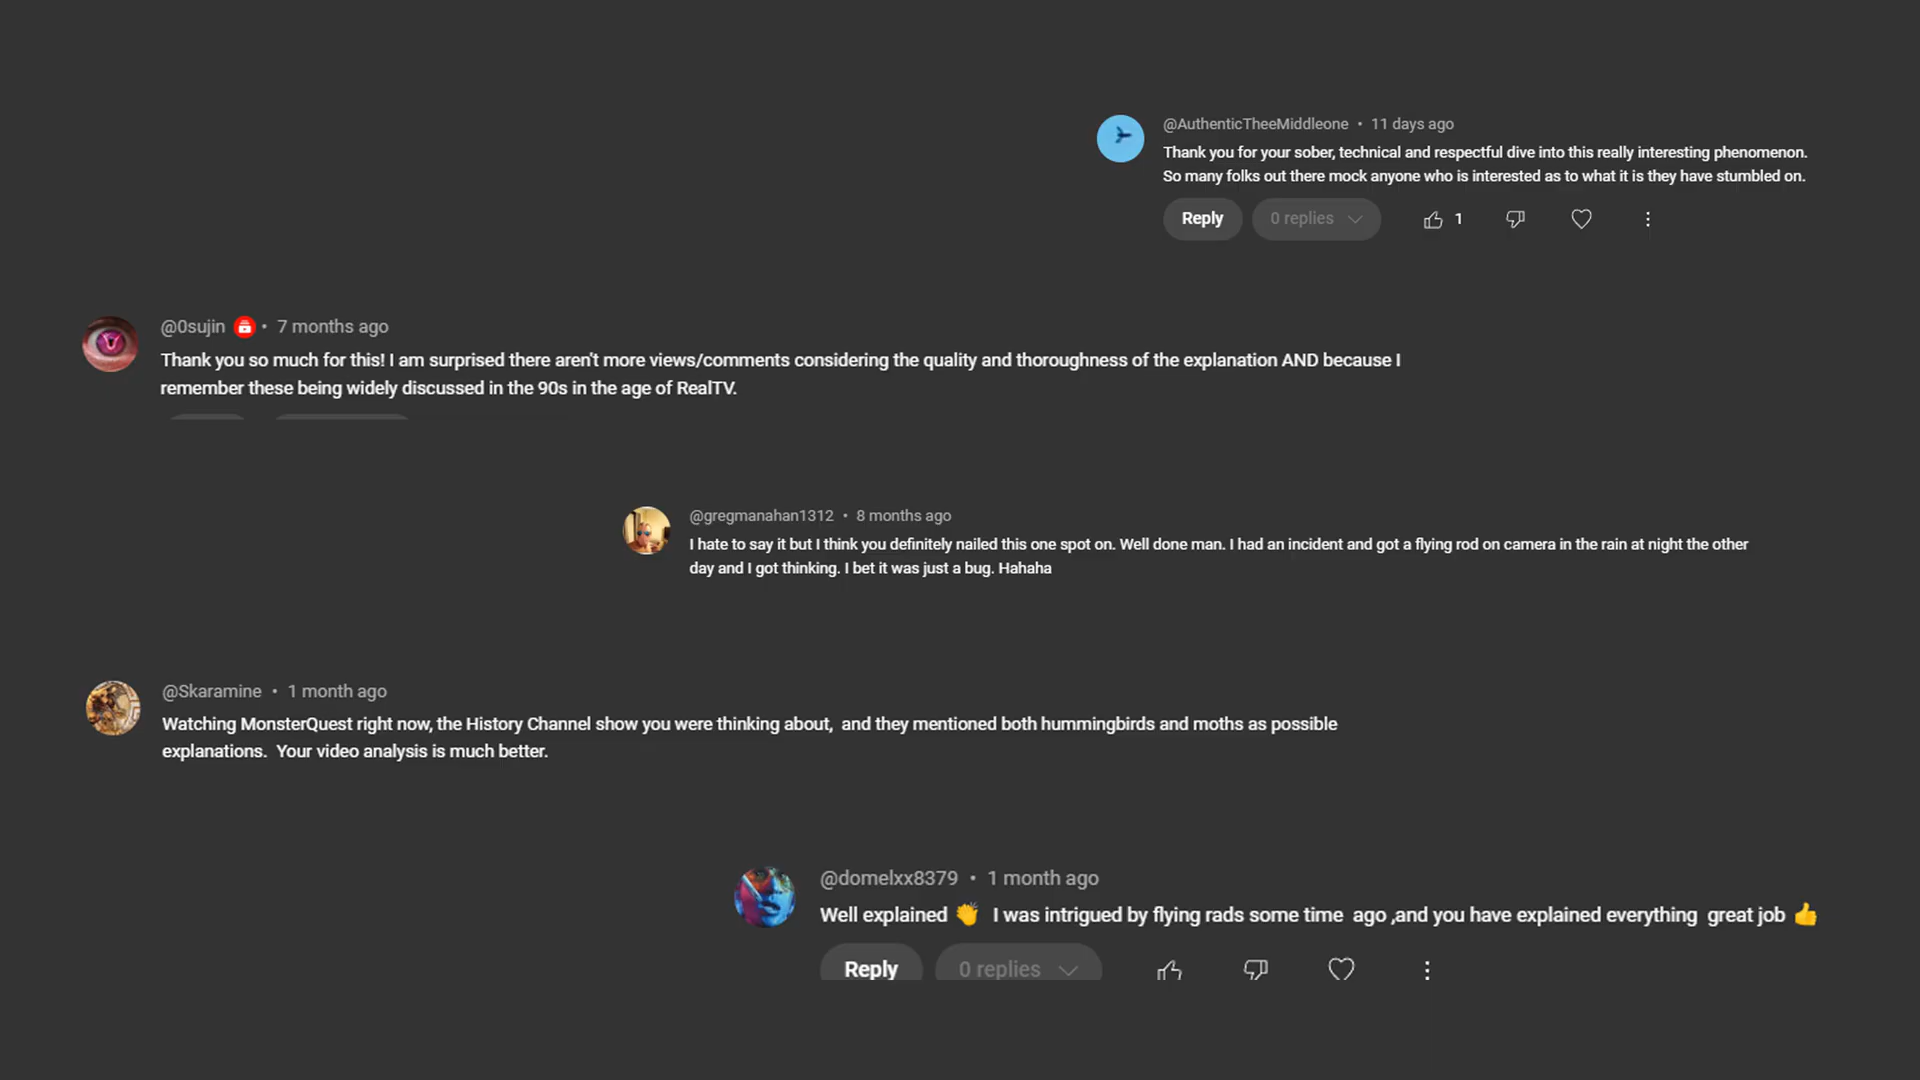 @AuthenticTheeMiddleone • 11 days ago
Thank you for your sober, technical and respectful dive into this really interesting phenomenon.
So many folks out there mock anyone who is interested as to what it is they have stumbled on.
Reply 0 replies 1
@0sujin • 7 months ago
Thank you so much for this! I am surprised there aren't more views/comments considering the quality and thoroughness of the explanation AND because I
remember these being widely discussed in the 90s in the age of RealTV.
@gregmanahan1312 • 8 months ago
I hate to say it but I think you definitely nailed this one spot on. Well done man. I had an incident and got a flying rod on camera in the rain at night the other
day and I got thinking. I bet it was just a bug. Hahaha
@Skaramine • 1 month ago
Watching MonsterQuest right now, the History Channel show you were thinking about,  and they mentioned both hummingbirds and moths as possible
explanations.  Your video analysis is much better.
@domelxx8379 • 1 month ago
Well explained 👏 I was intrigued by flying rads some time  ago ,and you have explained everything  great job 👍
Reply 0 replies